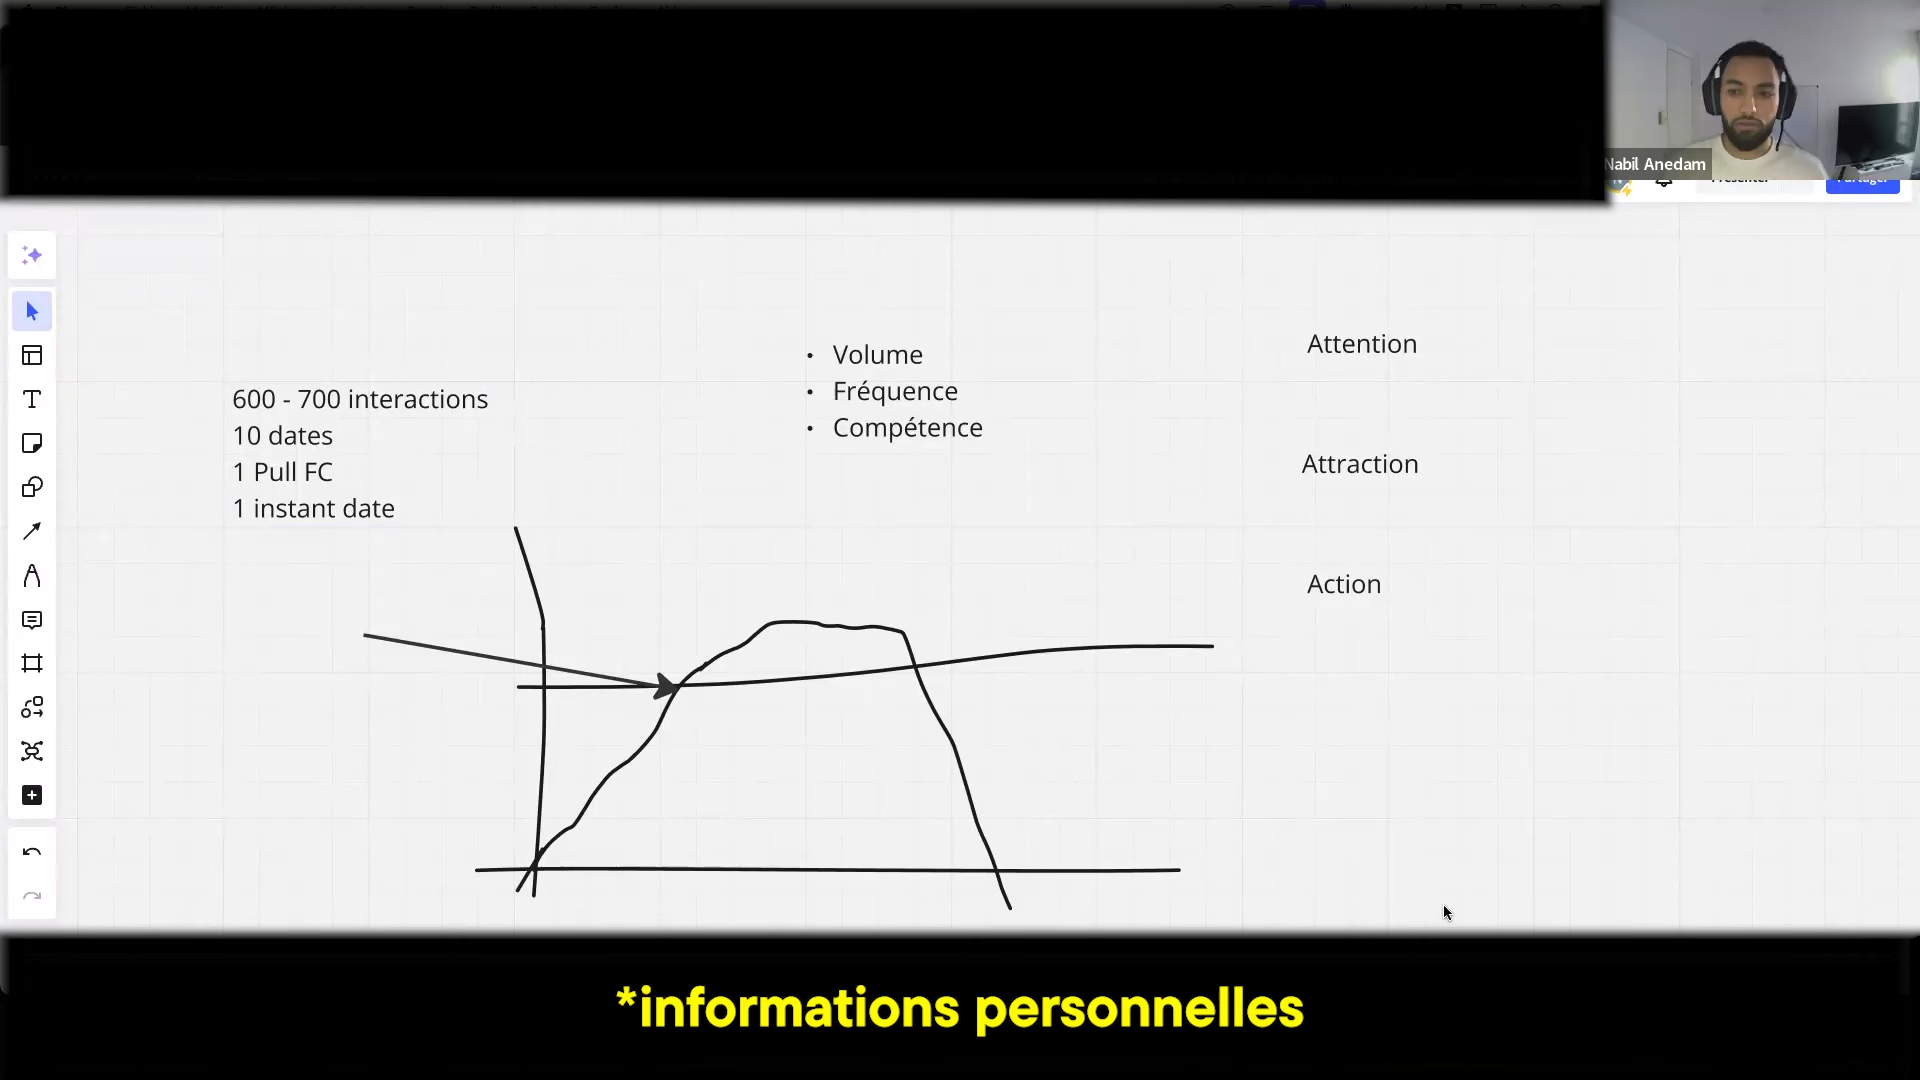 Nabil Anedam
600 - 700 interactions
10 dates
1 Pull FC
1 instant date
• Volume
• Fréquence
• Compétence
Attention
Attraction
Action
*informations personnelles